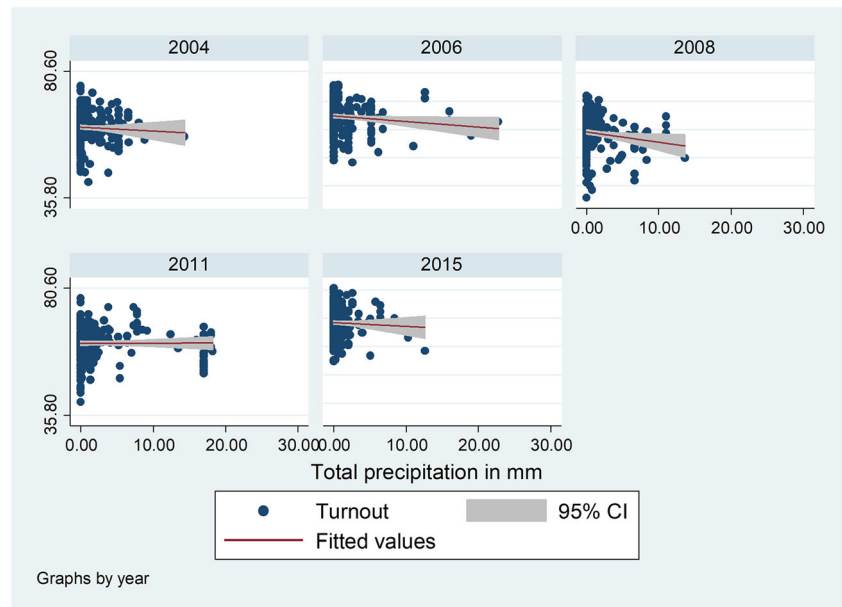 2004 2006 2008
80.60
35.80
0.00 10.00 20.00 30.00
2011 2015
80.60
35.80
0.00 10.00 20.00 30.00 0.00 10.00 20.00 30.00
Total precipitation in mm
Turnout 95% CI
Fitted values
Graphs by year